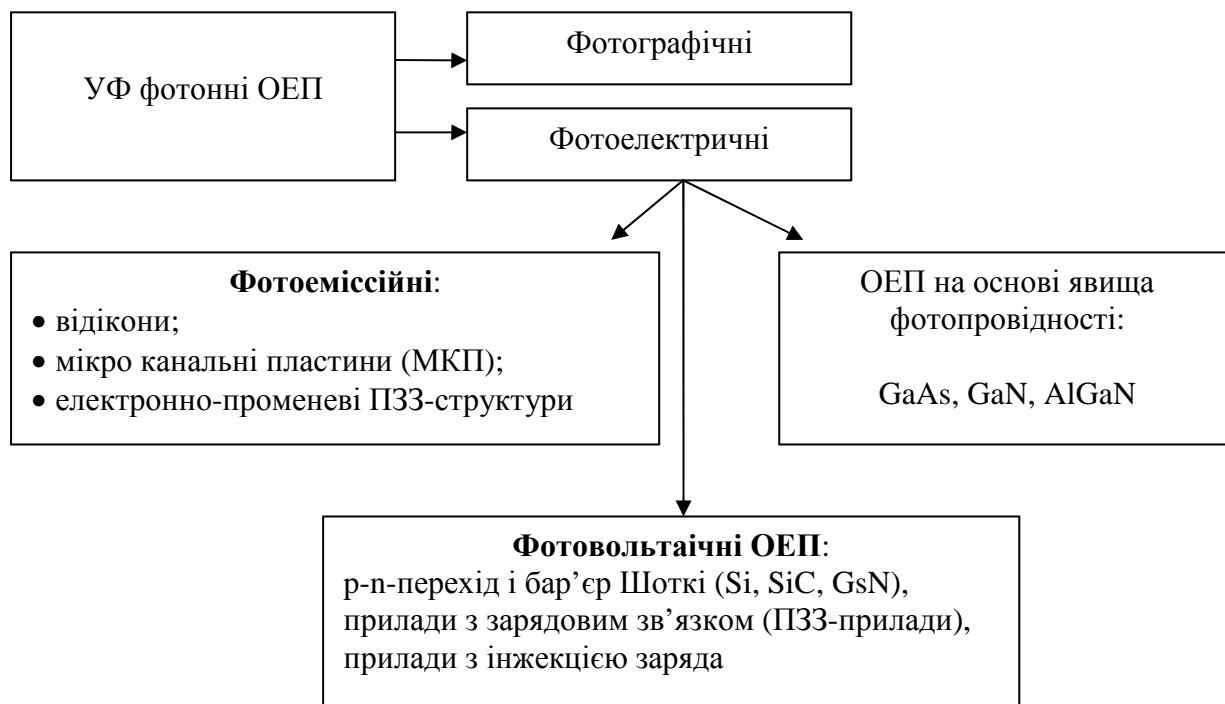 Фотографічні
УФ фотонні ОЕП
Фотоелектричні
Фотоеміссійні:
• відікони;
• мікро канальні пластини (МКП);
• електронно-променеві ПЗЗ-структури
ОЕП на основі явища
фотопровідності:
GaAs, GaN, AlGaN
Фотовольтаічні ОЕП:
p-n-перехід і бар’єр Шоткі (Si, SiC, GsN),
прилади з зарядовим зв’язком (ПЗЗ-прилади),
прилади з інжекцією заряда